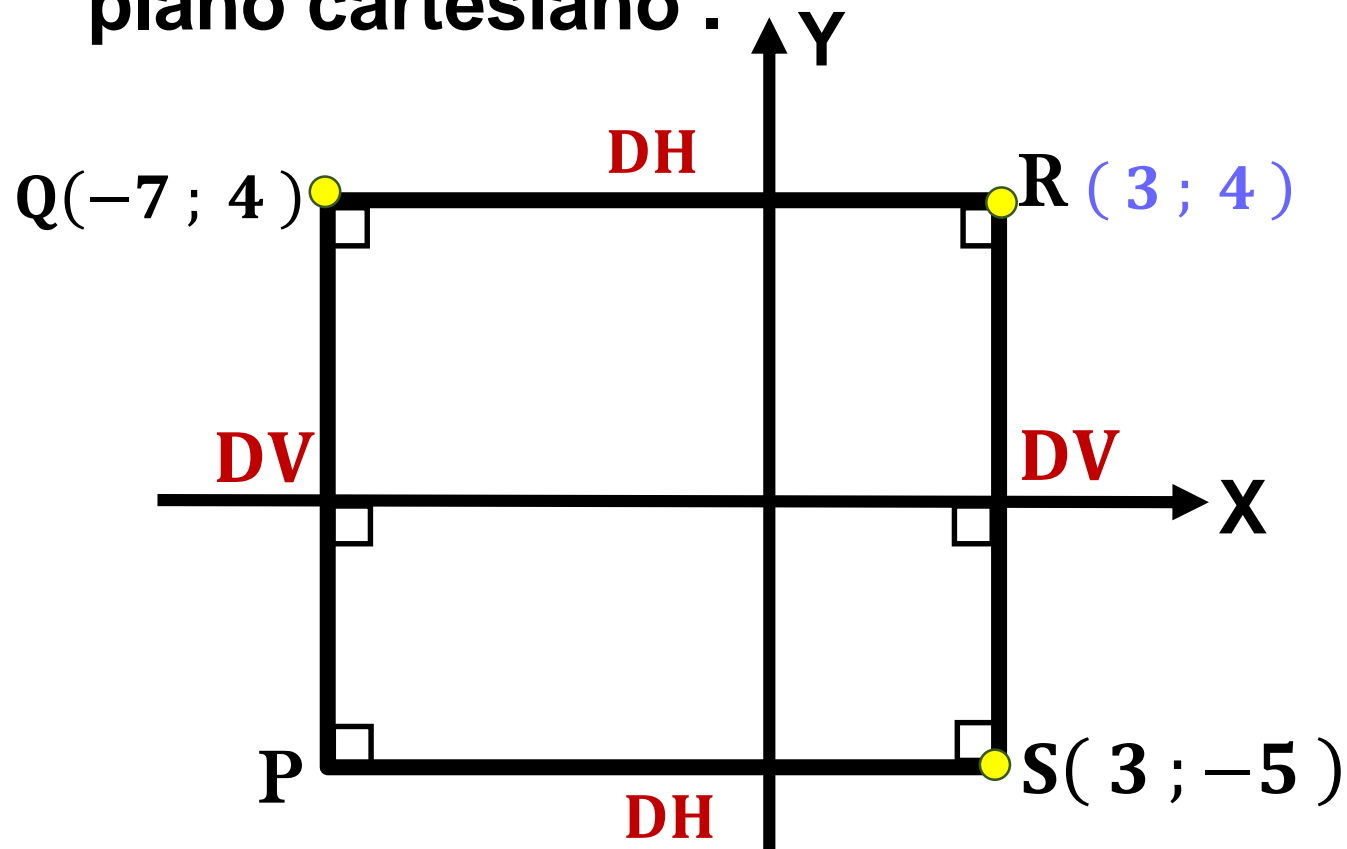 plano cartesiano .
Y
DH
Q(−7 ; 4 )
R ( 3 ; 4 )
DV
DV
X
P
S( 3 ; −5 )
DH